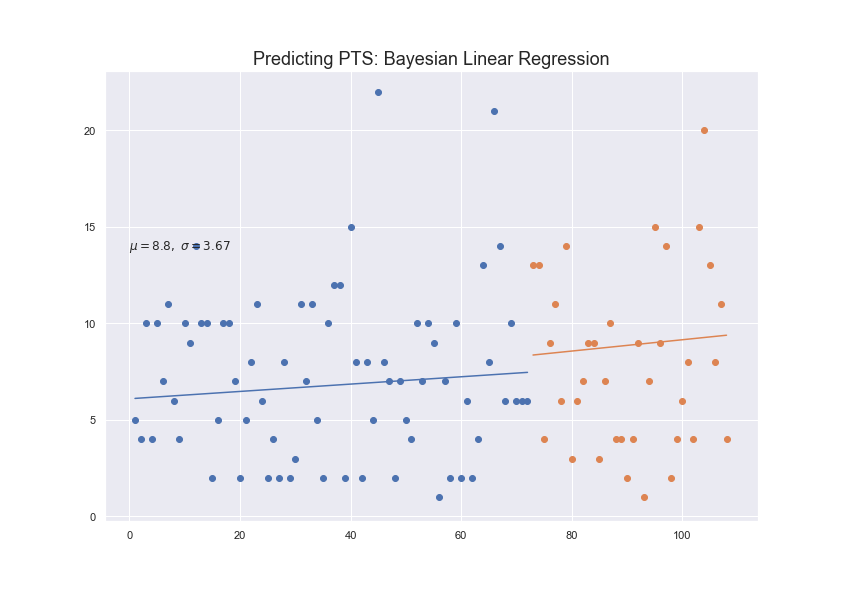 Predicting PTS: Bayesian Linear Regression
20
15
μ = 8.8, σ = 3.67
10
5
0
0 20 40 60 80 100